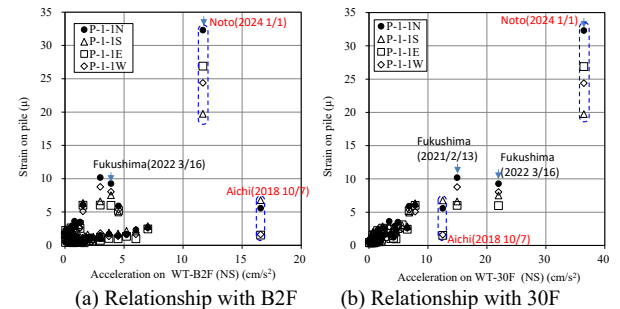 (a)
Noto(2024 1/1)
P-1-1N
P-1-1S
P-1-1E
P-1-1W
Fukushima(2022 3/16)
Aichi(2018 10/7)
Strain on pile (μ)
35
30
25
20
15
10
5
0
0 5 10 15 20
Acceleration on WT-B2F (NS) (cm/s²)
(a) Relationship with B2F
(b)
Noto(2024 1/1)
P-1-1N
P-1-1S
P-1-1E
P-1-1W
Fukushima
(2021/2/13)
Fukushima
(2022 3/16)
Aichi(2018 10/7)
Strain on pile (μ)
35
30
25
20
15
10
5
0
0 10 20 30 40
Acceleration on WT-30F (NS) (cm/s²)
(b) Relationship with 30F